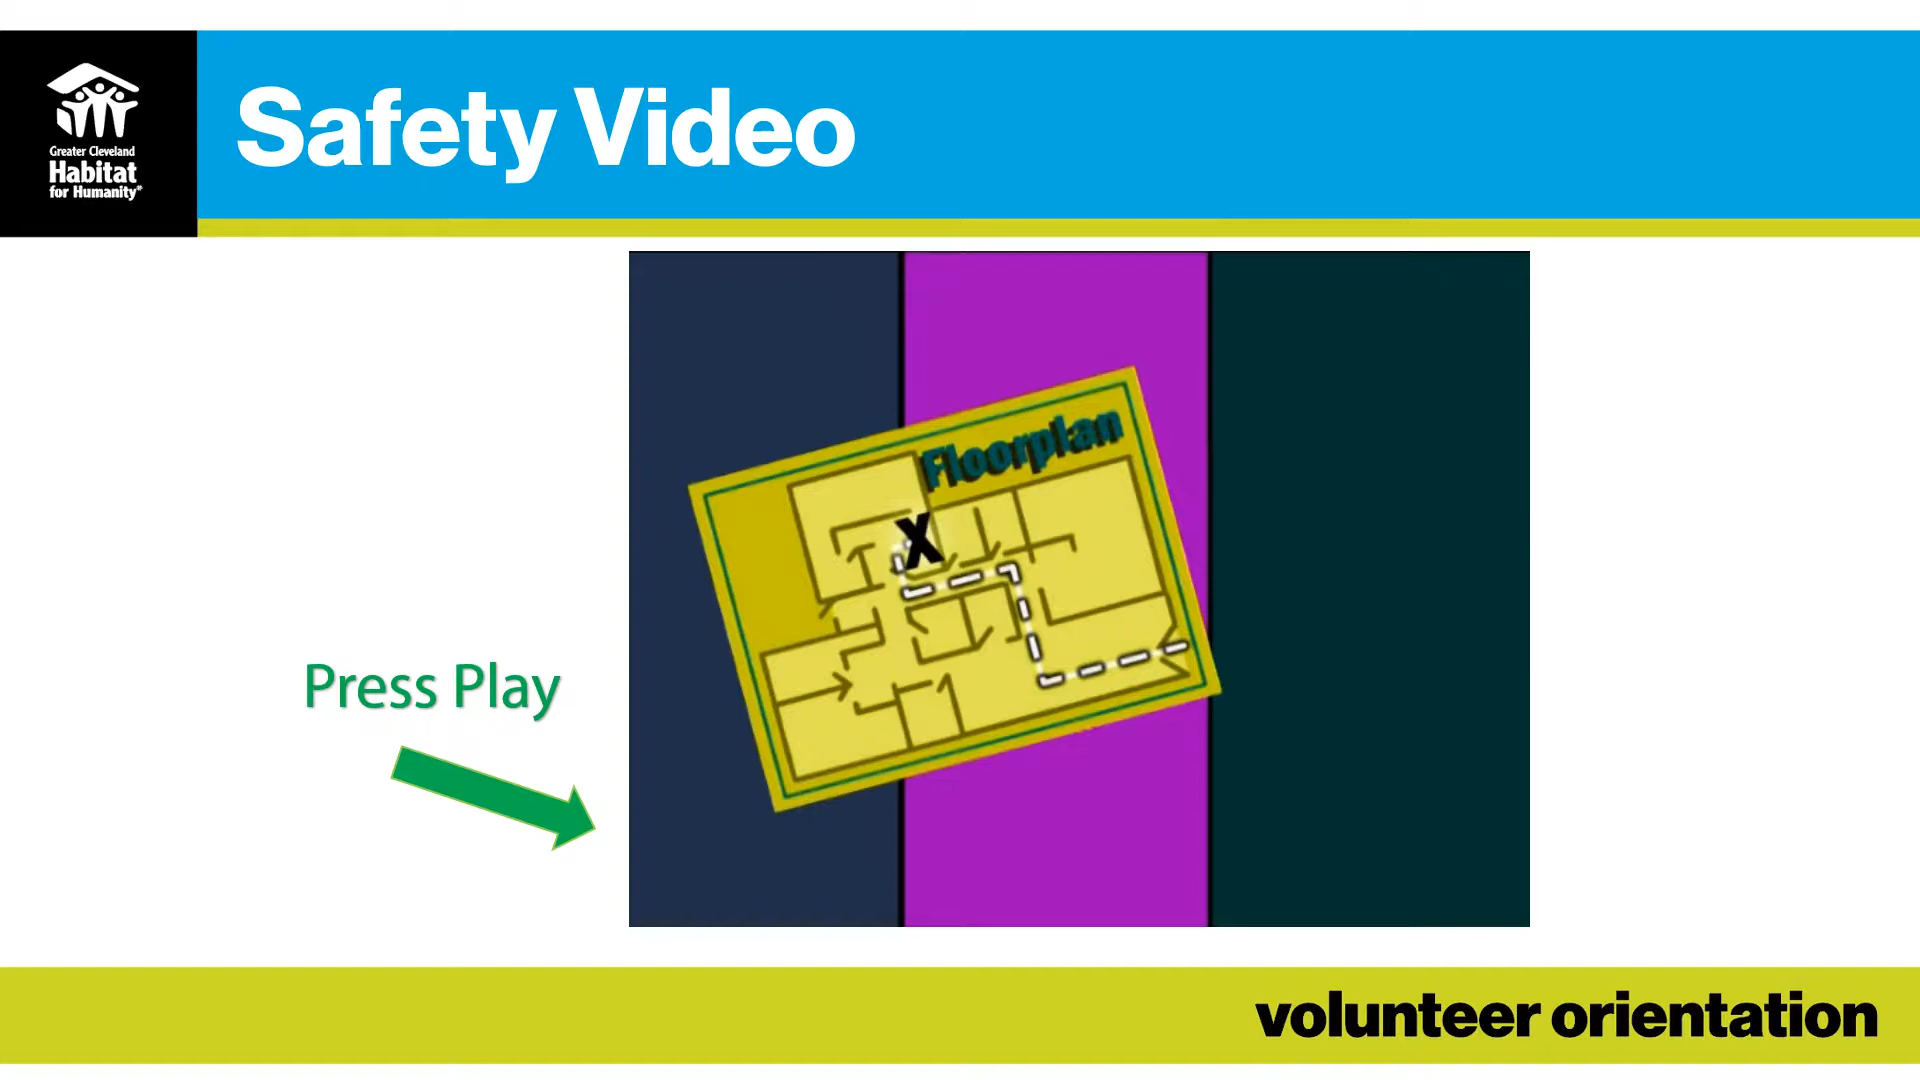 Greater Cleveland
Habitat
for Humanity®
Safety Video
Floorplan
X
Press Play
volunteer orientation